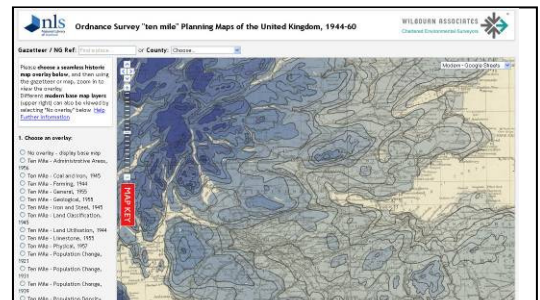 nls
Ordnance Survey "ten mile" Planning Maps of the United Kingdom, 1944-60
WILBOURN ASSOCIATES
Chartered Environmental Surveyors
Gazetteer / NG Ref:
or County: Choose...
Please choose a seamless historic
map overlay below, and then using
the gazetteer or map, zoom in to
view the overlay.
Different modern base map layers
(upper right) can also be viewed by
selecting "No overlay" below Help
Further information
Modern - Google Streets
1. Choose an overlay:
No overlay - display base map
Ten Mile - Administrative Areas,
1956
Ten Mile - Coal and Iron, 1945
Ten Mile - Farming, 1944
Ten Mile - General, 1955
Ten Mile - Geological, 1955
Ten Mile - Iron and Steel, 1945
Ten Mile - Land Classification,
1945
Ten Mile - Land Utilisation, 1944
Ten Mile - Limestone, 1955
Ten Mile - Physical, 1957
Ten Mile - Population Change,
1921
Ten Mile - Population Change,
1931
Ten Mile - Population Change,
1939
Ten Mile - Population Density,
MAP KEY